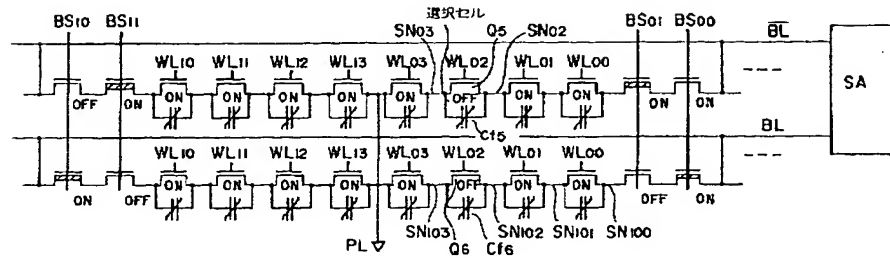 選択セル
BS10 BS11 SN03 Q5 SN02 BS01 BS00 BL
WL10 WL11 WL12 WL13 WL03 WL02 WL01 WL00
SA
ON ON ON ON ON OFF ON ON
OFF ON ON ON
Cf5
BL
WL10 WL11 WL12 WL13 WL03 WL02 WL01 WL00
ON ON ON ON ON OFF ON ON
ON OFF OFF ON
SN103 SN102 SN101 SN100
PL Q6 Cf6